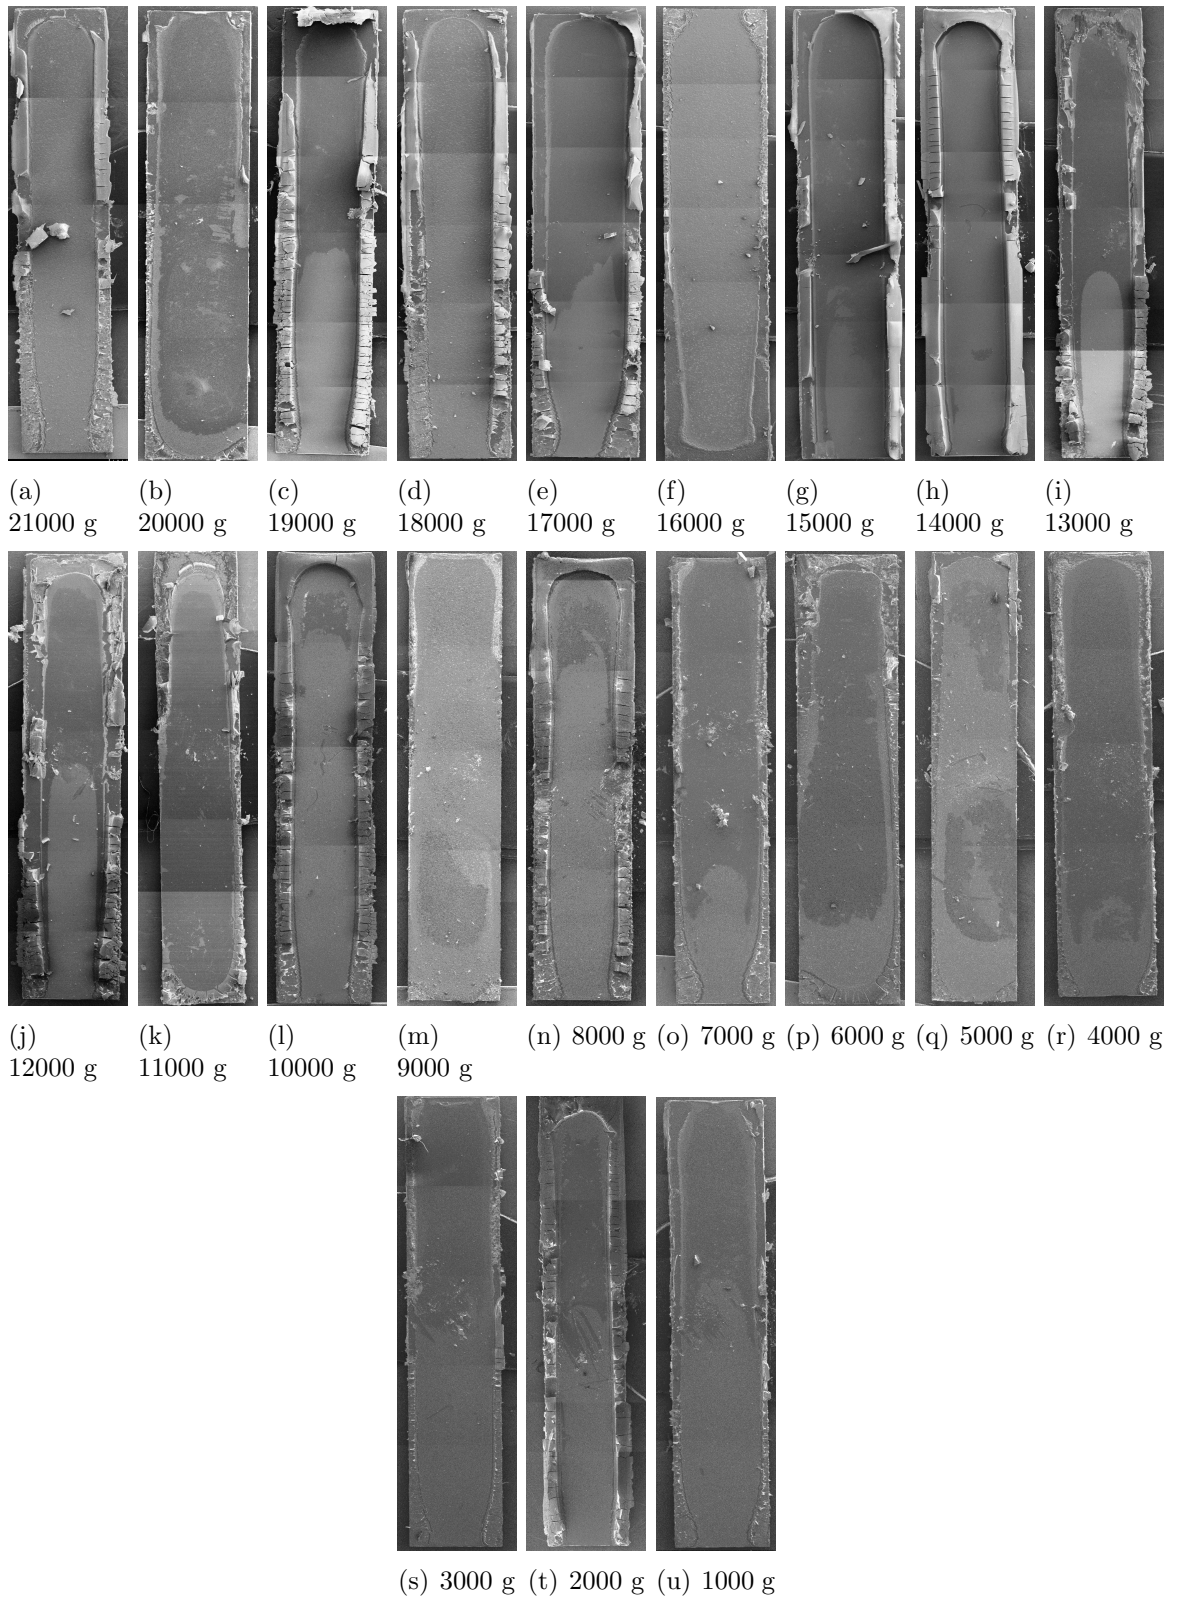 (a)
21000 g
(b)
20000 g
(c)
19000 g
(d)
18000 g
(e)
17000 g
(f)
16000 g
(g)
15000 g
(h)
14000 g
(i)
13000 g
(j)
12000 g
(k)
11000 g
(l)
10000 g
(m)
9000 g
(n) 8000 g
(o) 7000 g
(p) 6000 g
(q) 5000 g
(r) 4000 g
(s) 3000 g
(t) 2000 g
(u) 1000 g